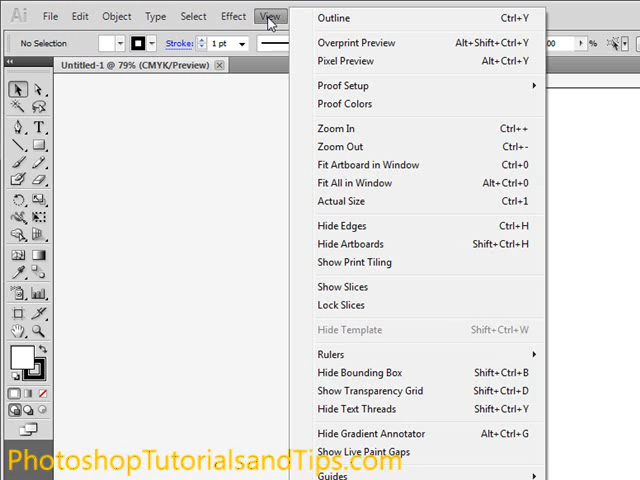 Ai File Edit Object Type Select Effect View
No Selection Stroke: 1 pt 00 %
Untitled-1 @ 79% (CMYK/Preview)
Outline Ctrl+Y
Overprint Preview Alt+Shift+Ctrl+Y
Pixel Preview Alt+Ctrl+Y
Proof Setup
Proof Colors
Zoom In Ctrl++
Zoom Out Ctrl+-
Fit Artboard in Window Ctrl+0
Fit All in Window Alt+Ctrl+0
Actual Size Ctrl+1
Hide Edges Ctrl+H
Hide Artboards Shift+Ctrl+H
Show Print Tiling
Show Slices
Lock Slices
Hide Template Shift+Ctrl+W
Rulers
Hide Bounding Box Shift+Ctrl+B
Show Transparency Grid Shift+Ctrl+D
Hide Text Threads Shift+Ctrl+Y
Hide Gradient Annotator Alt+Ctrl+G
Show Live Paint Gaps
Guides
PhotoshopTutorialsandTips.com